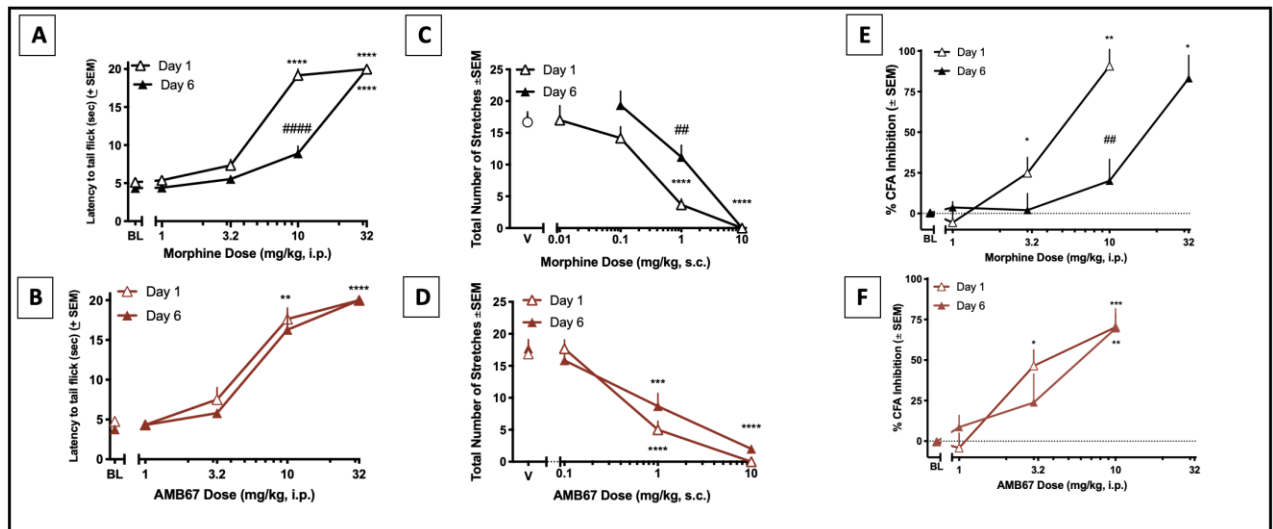 A
Latency to tail flick (sec) (± SEM)
Day 1
Day 6
20
15
10
5
0
****
****
****
####
BL
1
3.2
10
32
Morphine Dose (mg/kg, i.p.)
C
Total Number of Stretches ±SEM
Day 1
Day 6
25
20
15
10
5
0
##
****
****
V
0.01
0.1
1
10
Morphine Dose (mg/kg, s.c.)
E
% CFA Inhibition (± SEM)
Day 1
Day 6
100
75
50
25
0
**
*
*
##
BL
1
3.2
10
32
Morphine Dose (mg/kg, i.p.)
B
Latency to tail flick (sec) (± SEM)
Day 1
Day 6
20
15
10
5
0
**
****
BL
1
3.2
10
32
AMB67 Dose (mg/kg, i.p.)
D
Total Number of Stretches ±SEM
Day 1
Day 6
25
20
15
10
5
0
***
****
****
V
0.1
1
10
AMB67 Dose (mg/kg, s.c.)
F
% CFA Inhibition (± SEM)
Day 1
Day 6
100
75
50
25
0
***
*
**
BL
1
3.2
10
32
AMB67 Dose (mg/kg, i.p.)